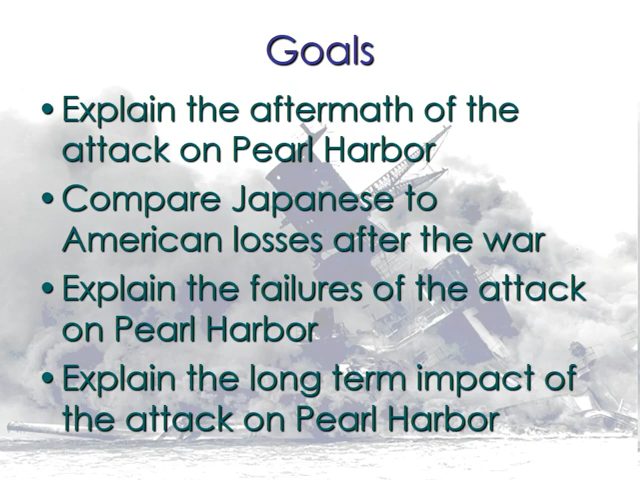 Goals
• Explain the aftermath of the
attack on Pearl Harbor
• Compare Japanese to
American losses after the war
• Explain the failures of the attack
on Pearl Harbor
• Explain the long term impact of
the attack on Pearl Harbor